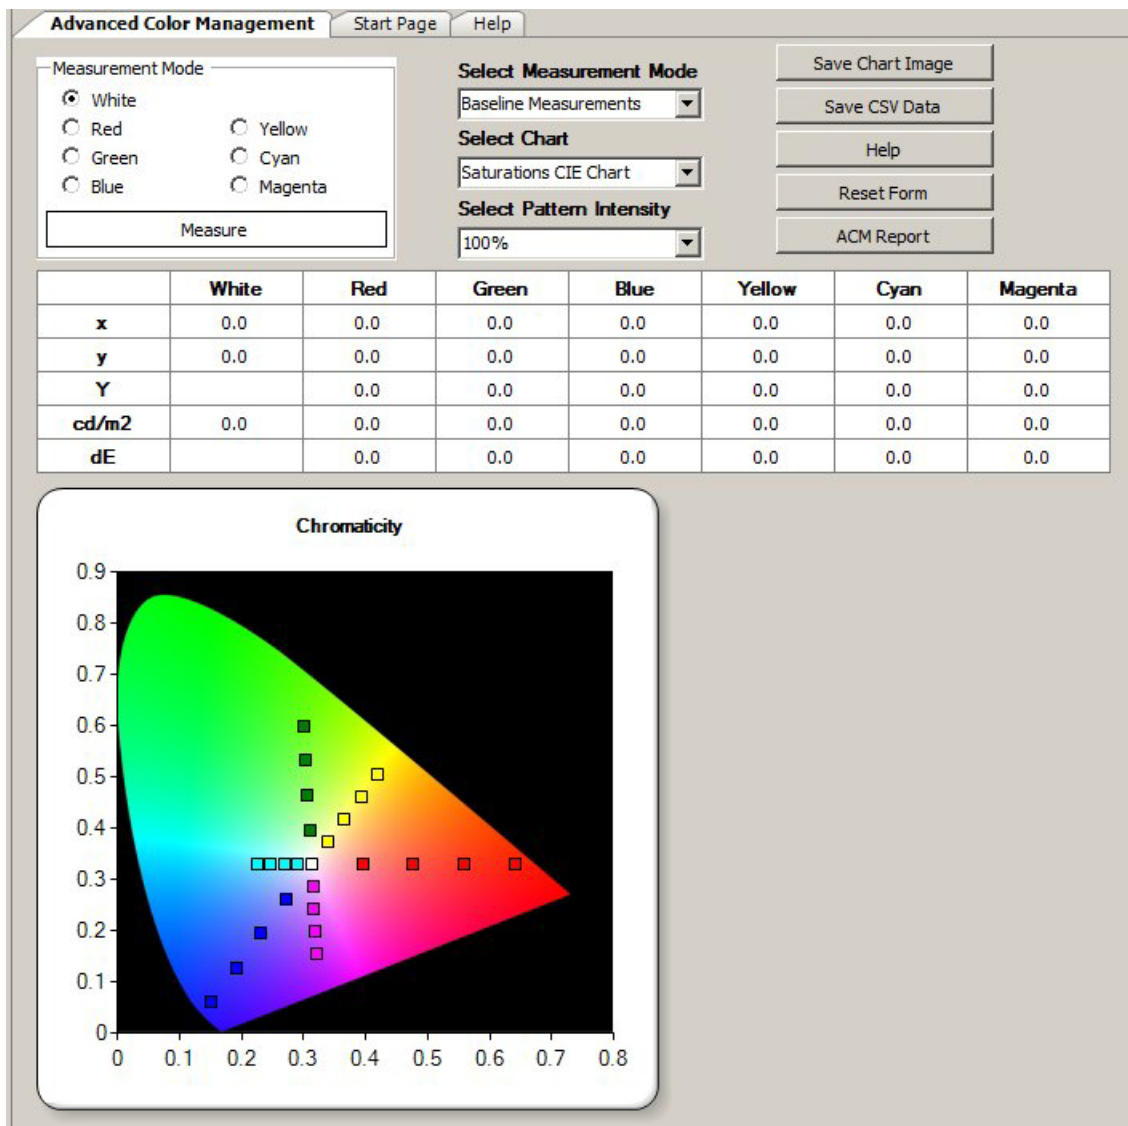 Advanced Color Management Start Page Help
Measurement Mode
White
Red Yellow
Green Cyan
Blue Magenta
Measure
Select Measurement Mode
Baseline Measurements
Select Chart
Saturations CIE Chart
Select Pattern Intensity
100%
Save Chart Image
Save CSV Data
Help
Reset Form
ACM Report
White Red Green Blue Yellow Cyan Magenta
x 0.0 0.0 0.0 0.0 0.0 0.0 0.0
y 0.0 0.0 0.0 0.0 0.0 0.0 0.0
Y 0.0 0.0 0.0 0.0 0.0 0.0
cd/m2 0.0 0.0 0.0 0.0 0.0 0.0 0.0
dE 0.0 0.0 0.0 0.0 0.0 0.0
Chromaticity
0.9
0.8
0.7
0.6
0.5
0.4
0.3
0.2
0.1
0
0 0.1 0.2 0.3 0.4 0.5 0.6 0.7 0.8